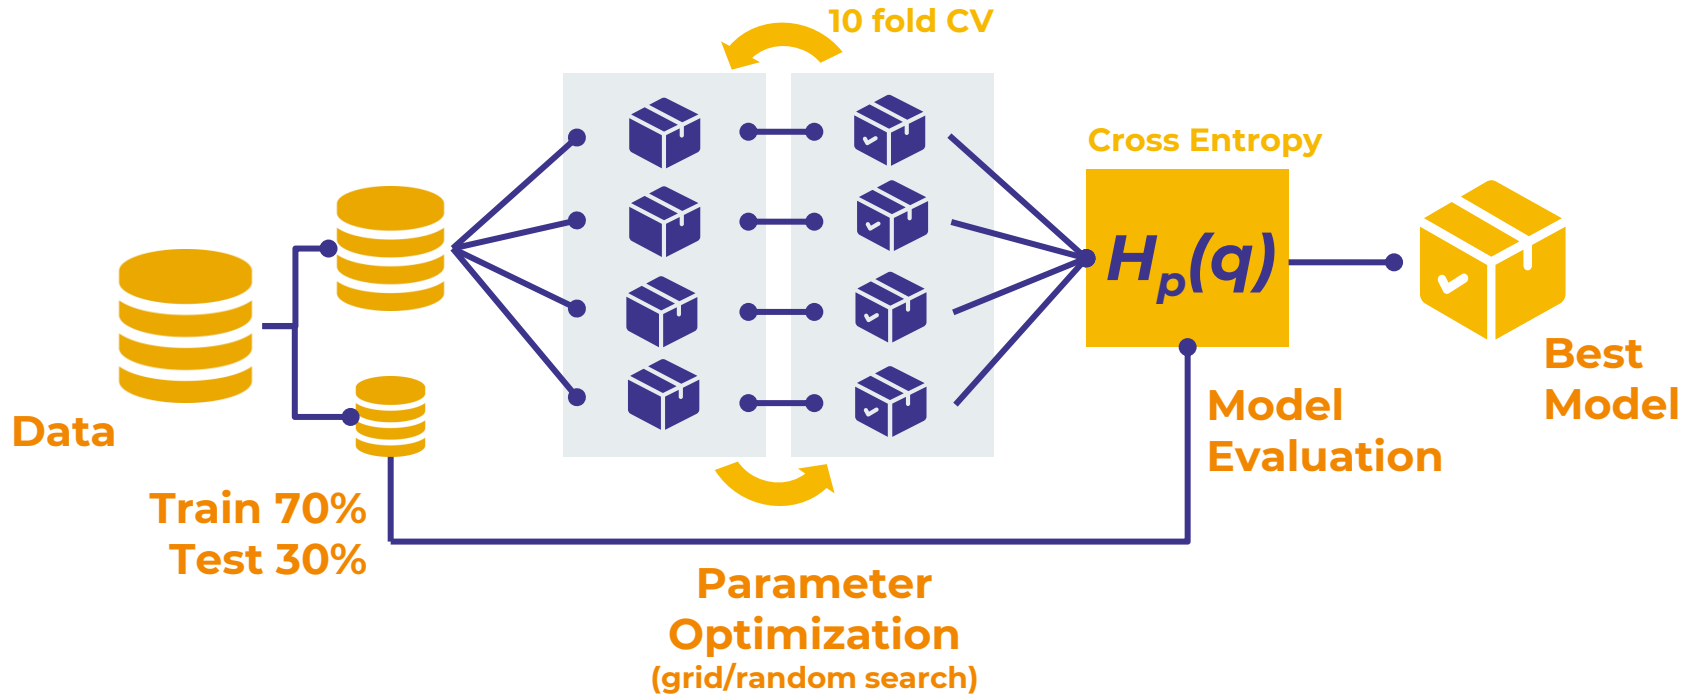 10 fold CV
Cross Entropy
Hp(q)
Best
Model
Data
Model
Evaluation
Train 70%
Test 30%
Parameter
Optimization
(grid/random search)